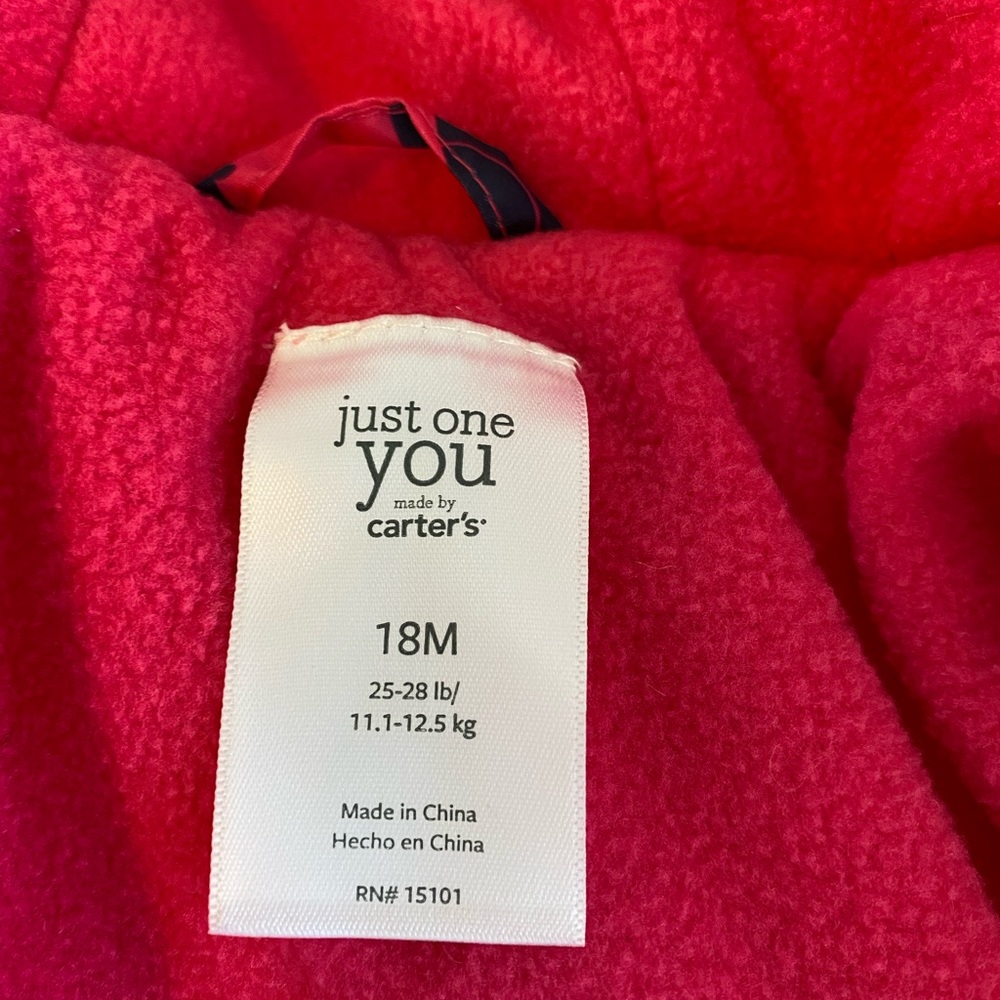 just one
you
made by
carter's
18M
25-28 lb/
11.1-12.5 kg
Made in China
Hecho en China
RN# 15101